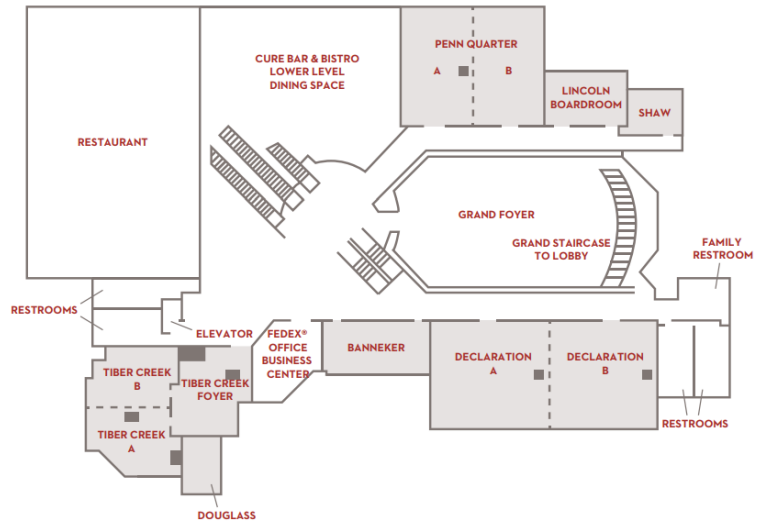 CURE BAR & BISTRO
LOWER LEVEL
DINING SPACE
PENN QUARTER
A
B
LINCOLN
BOARDROOM
SHAW
RESTAURANT
GRAND FOYER
GRAND STAIRCASE
TO LOBBY
FAMILY
RESTROOM
RESTROOMS
ELEVATOR
FEDEX®
OFFICE
BUSINESS
CENTER
BANNEKER
DECLARATION
A
DECLARATION
B
TIBER CREEK
B
TIBER CREEK
FOYER
TIBER CREEK
A
RESTROOMS
DOUGLASS